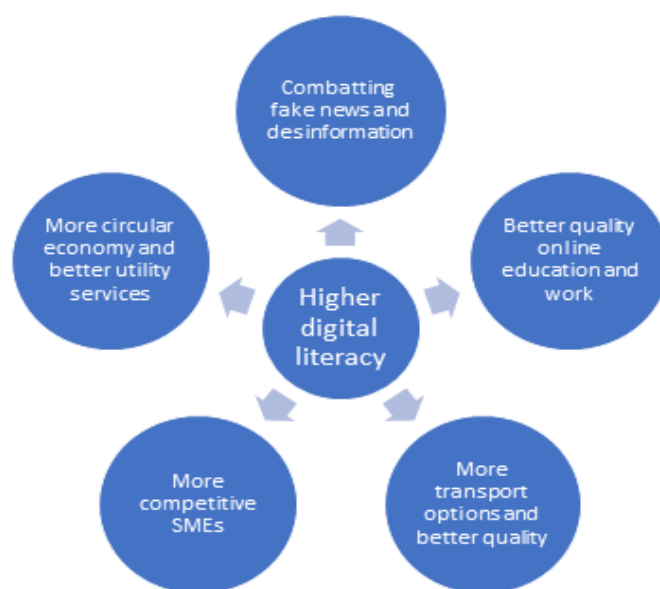 Combatting
fake news and
desinformation
More circular
economy and
better utility
services
Better quality
online
education and
work
Higher
digital
literacy
More
competitive
SMEs
More
transport
options and
better quality